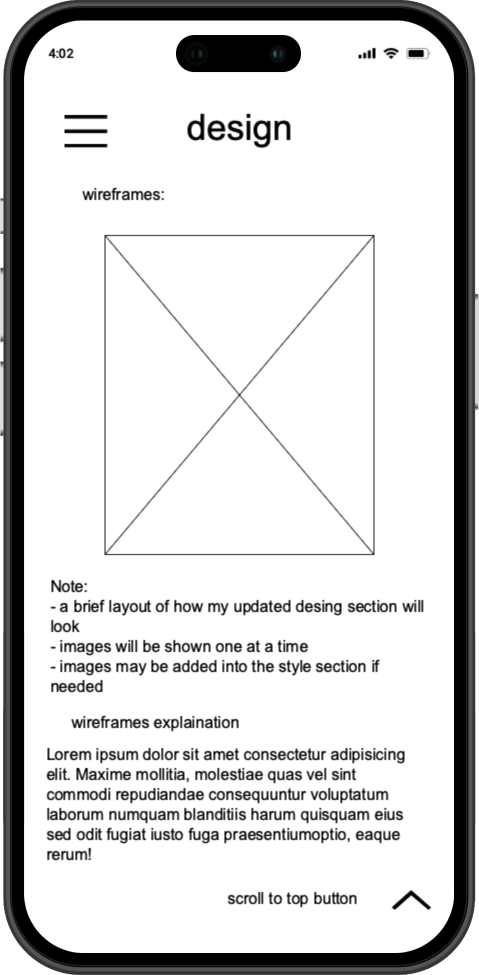 4:02
design
wireframes:
Note:
- a brief layout of how my updated desing section will
look
- images will be shown one at a time
- images may be added into the style section if
needed
wireframes explaination
Lorem ipsum dolor sit amet consectetur adipisicing
elit. Maxime mollitia, molestiae quas vel sint
commodi repudiandae consequuntur voluptatum
laborum numquam blanditiis harum quisquam eius
sed odit fugiat iusto fuga praesentiumoptio, eaque
rerum!
scroll to top button